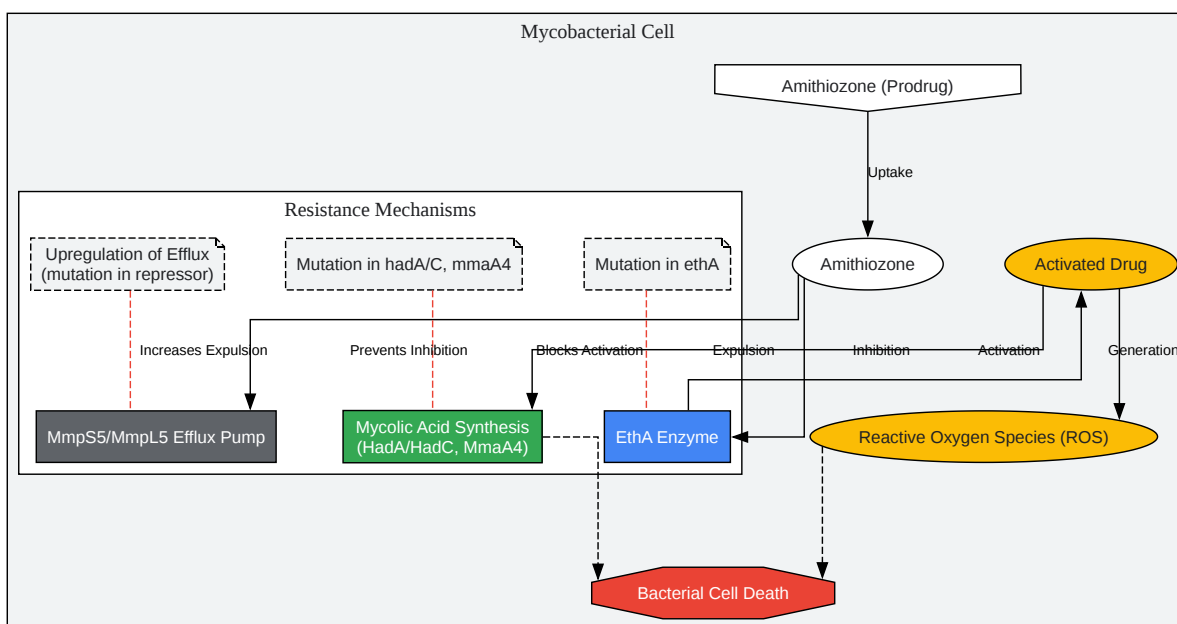 Mycobacterial Cell
Amithiozone (Prodrug)
Uptake
Resistance Mechanisms
Upregulation of Efflux
(mutation in repressor)
Mutation in hadA/C, mmaA4
Mutation in ethA
Amithiozone
Activated Drug
Increases Expulsion
Prevents Inhibition
Blocks Activation
Expulsion
Inhibition
Activation
Generation
MmpS5/MmpL5 Efflux Pump
Mycolic Acid Synthesis
(HadA/HadC, MmaA4)
EthA Enzyme
Reactive Oxygen Species (ROS)
Bacterial Cell Death